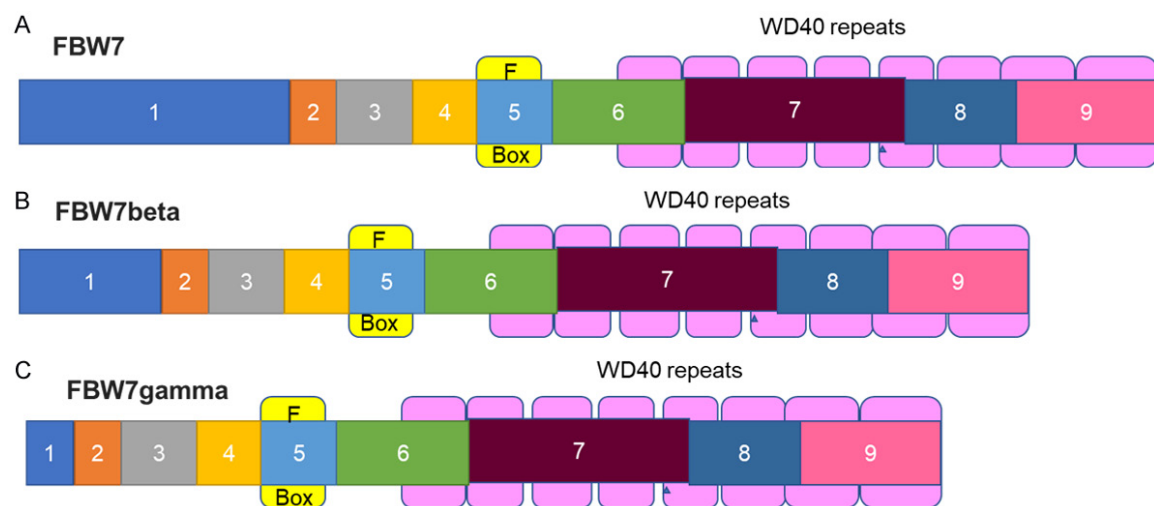 A
FBW7
WD40 repeats
F
1 2 3 4 5 6 7 8 9
Box
B
FBW7beta
WD40 repeats
F
1 2 3 4 5 6 7 8 9
Box
C
FBW7gamma
WD40 repeats
F
1 2 3 4 5 6 7 8 9
Box